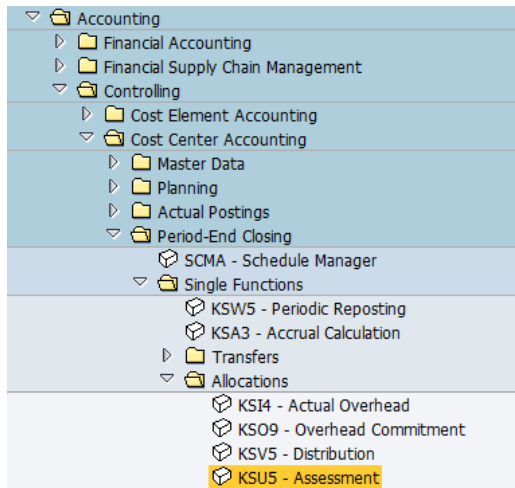 Accounting
Financial Accounting
Financial Supply Chain Management
Controlling
Cost Element Accounting
Cost Center Accounting
Master Data
Planning
Actual Postings
Period-End Closing
SCMA - Schedule Manager
Single Functions
KSW5 - Periodic Reposting
KSA3 - Accrual Calculation
Transfers
Allocations
KSI4 - Actual Overhead
KSO9 - Overhead Commitment
KSV5 - Distribution
KSU5 - Assessment